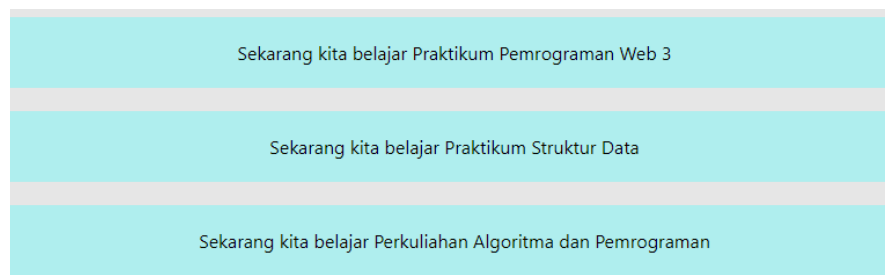 Sekarang kita belajar Praktikum Pemrograman Web 3
Sekarang kita belajar Praktikum Struktur Data
Sekarang kita belajar Perkuliahan Algoritma dan Pemrograman